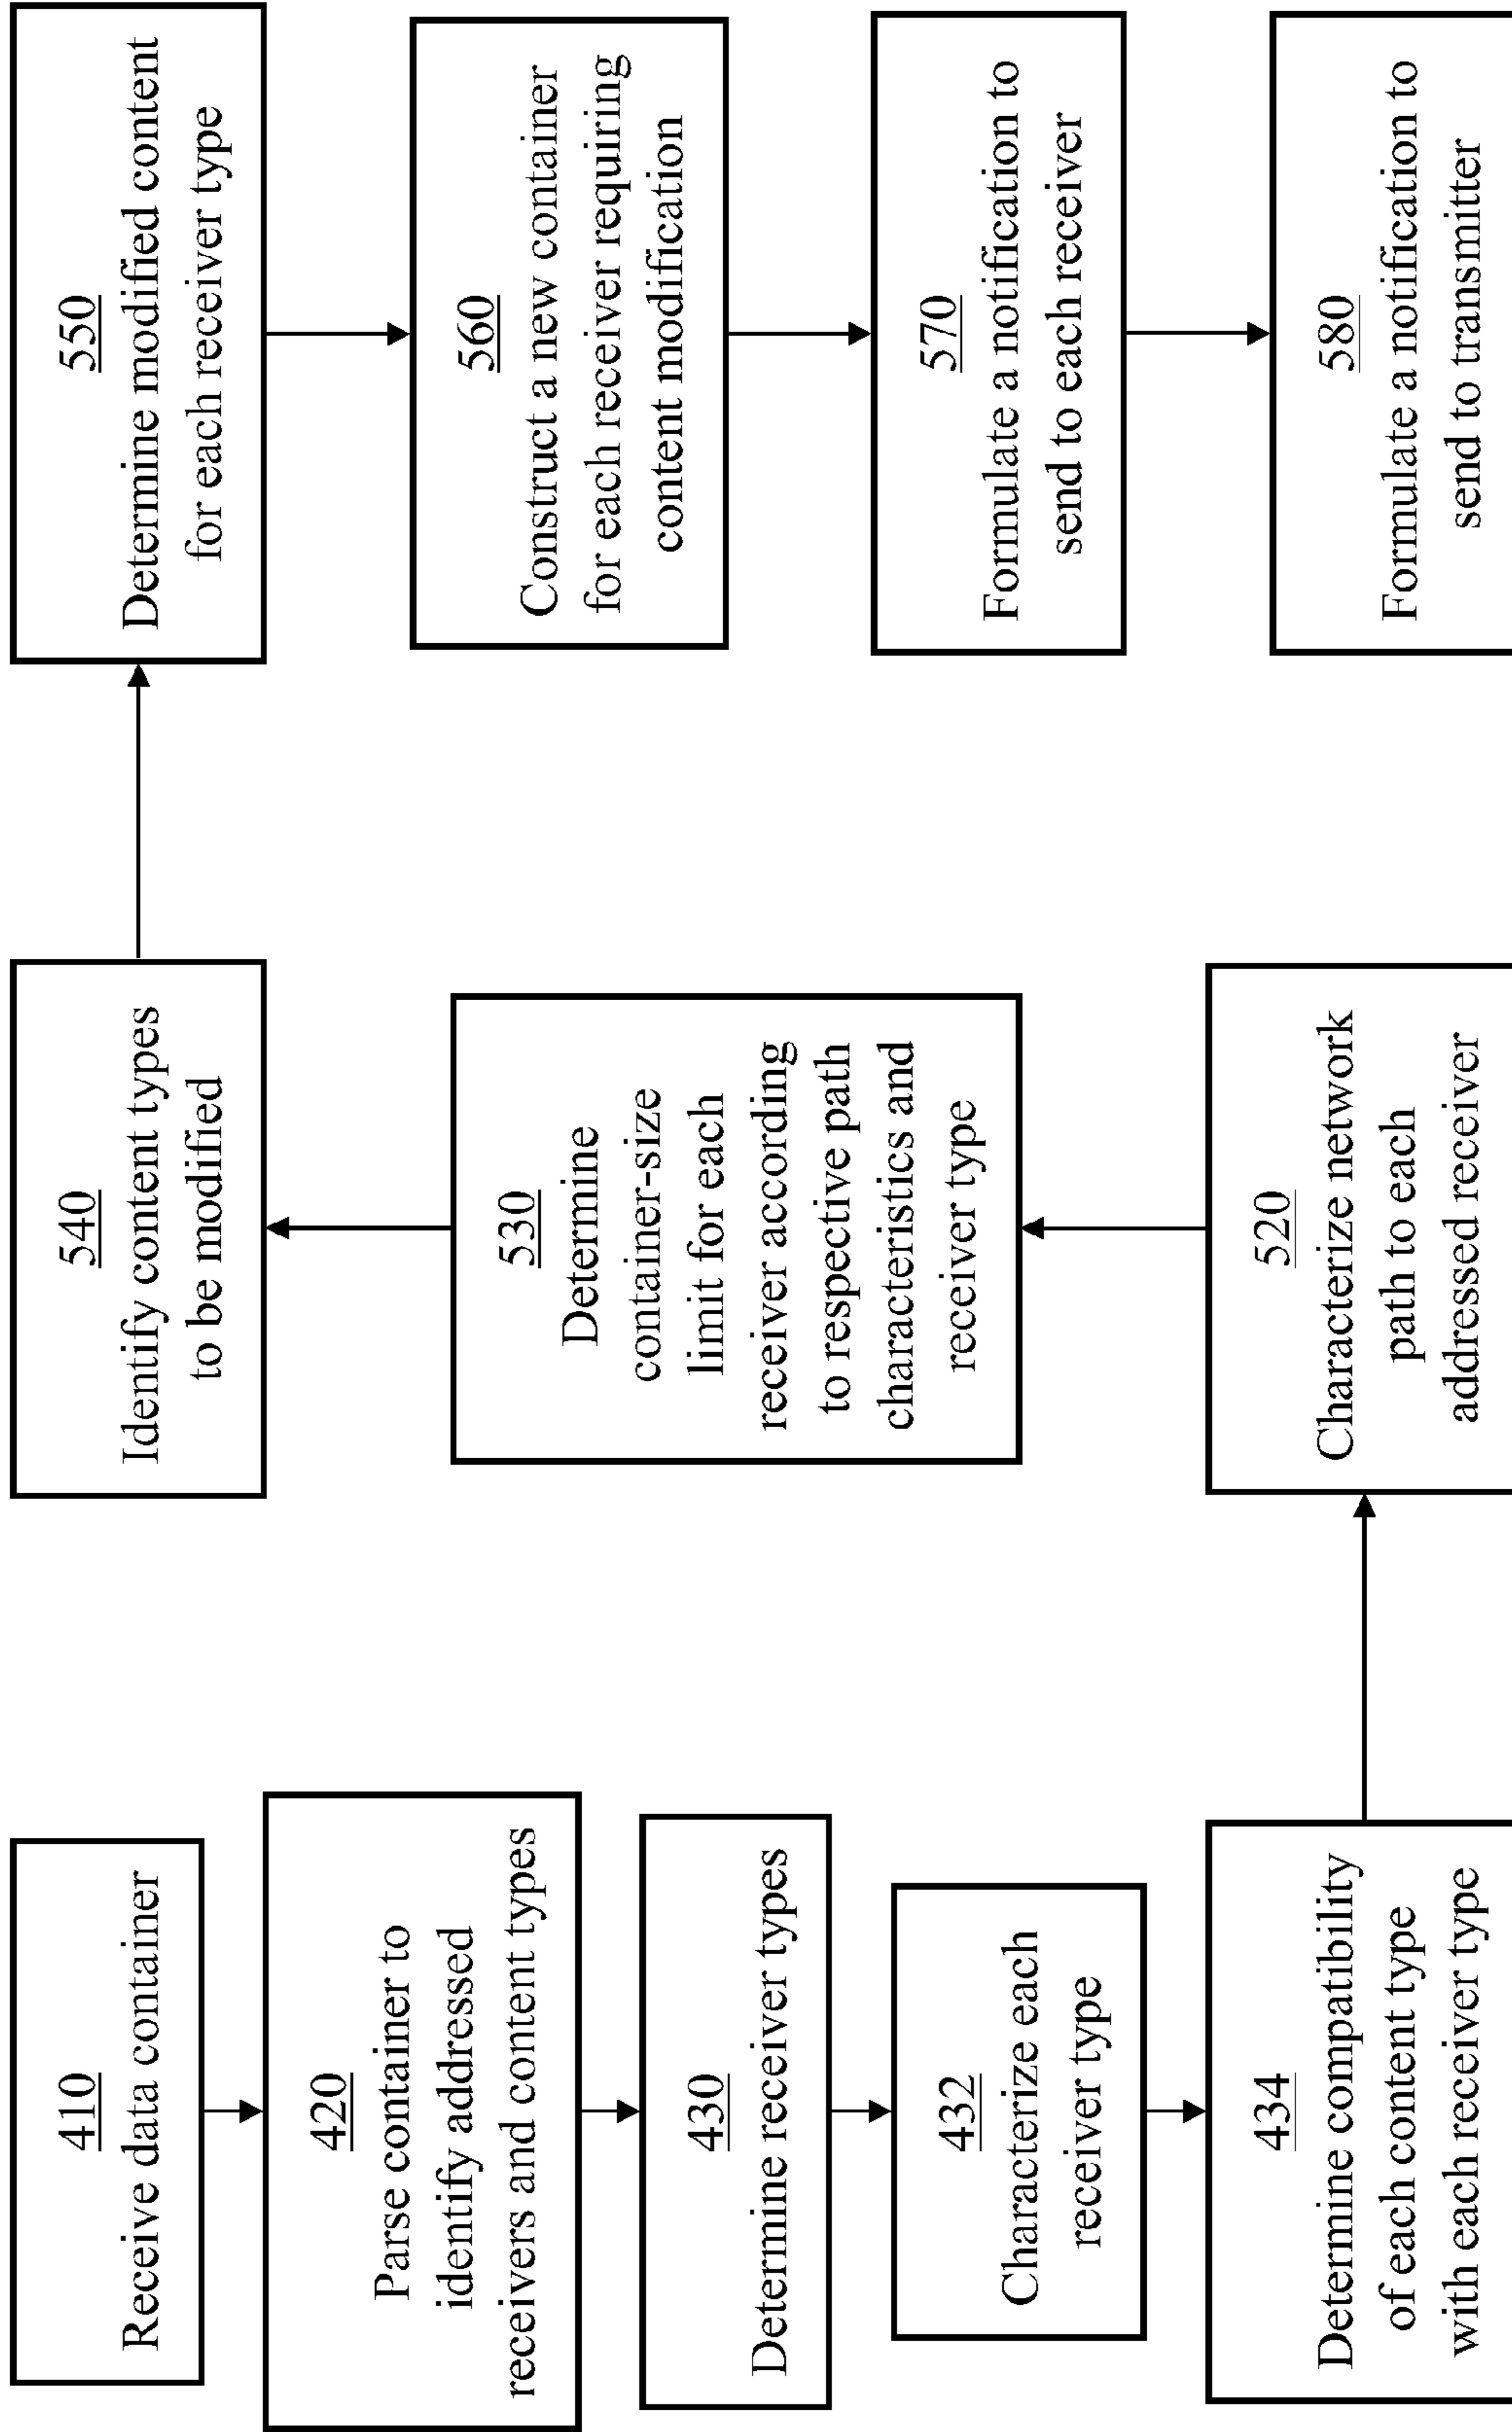 410
Receive data container
420
Parse container to
identify addressed
receivers and content types
430
Determine receiver types
432
Characterize each
receiver type
434
Determine compatibility
of each content type
with each receiver type
520
Characterize network
path to each
addressed receiver
530
Determine
container-size
limit for each
receiver according
to respective path
characteristics and
receiver type
540
Identify content types
to be modified
550
Determine modified content
for each receiver type
560
Construct a new container
for each receiver requiring
content modification
570
Formulate a notification to
send to each receiver
580
Formulate a notification to
send to transmitter